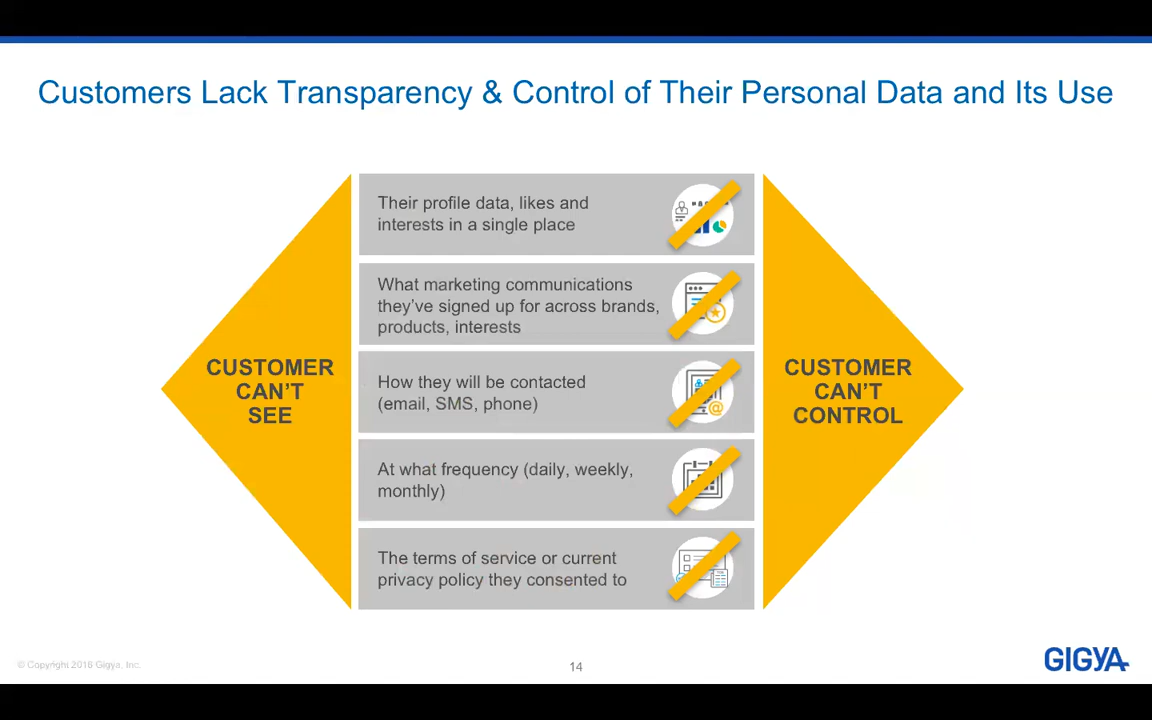 Customers Lack Transparency & Control of Their Personal Data and Its Use
CUSTOMER
CAN'T
SEE
Their profile data, likes and
interests in a single place
What marketing communications
they've signed up for across brands,
products, interests
How they will be contacted
(email, SMS, phone)
@
At what frequency (daily, weekly,
monthly)
The terms of service or current
privacy policy they consented to
CUSTOMER
CAN'T
CONTROL
© Copyright 2016 Gigya, Inc.
14
GIGYA